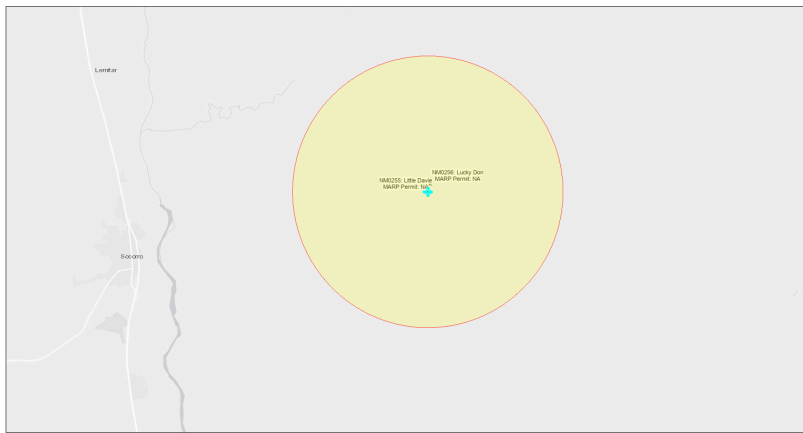 Lemitar
NM0256: Lucky Don
MARP Permit: NA
NM0255: Little Davie
MARP Permit: NA
Socorro